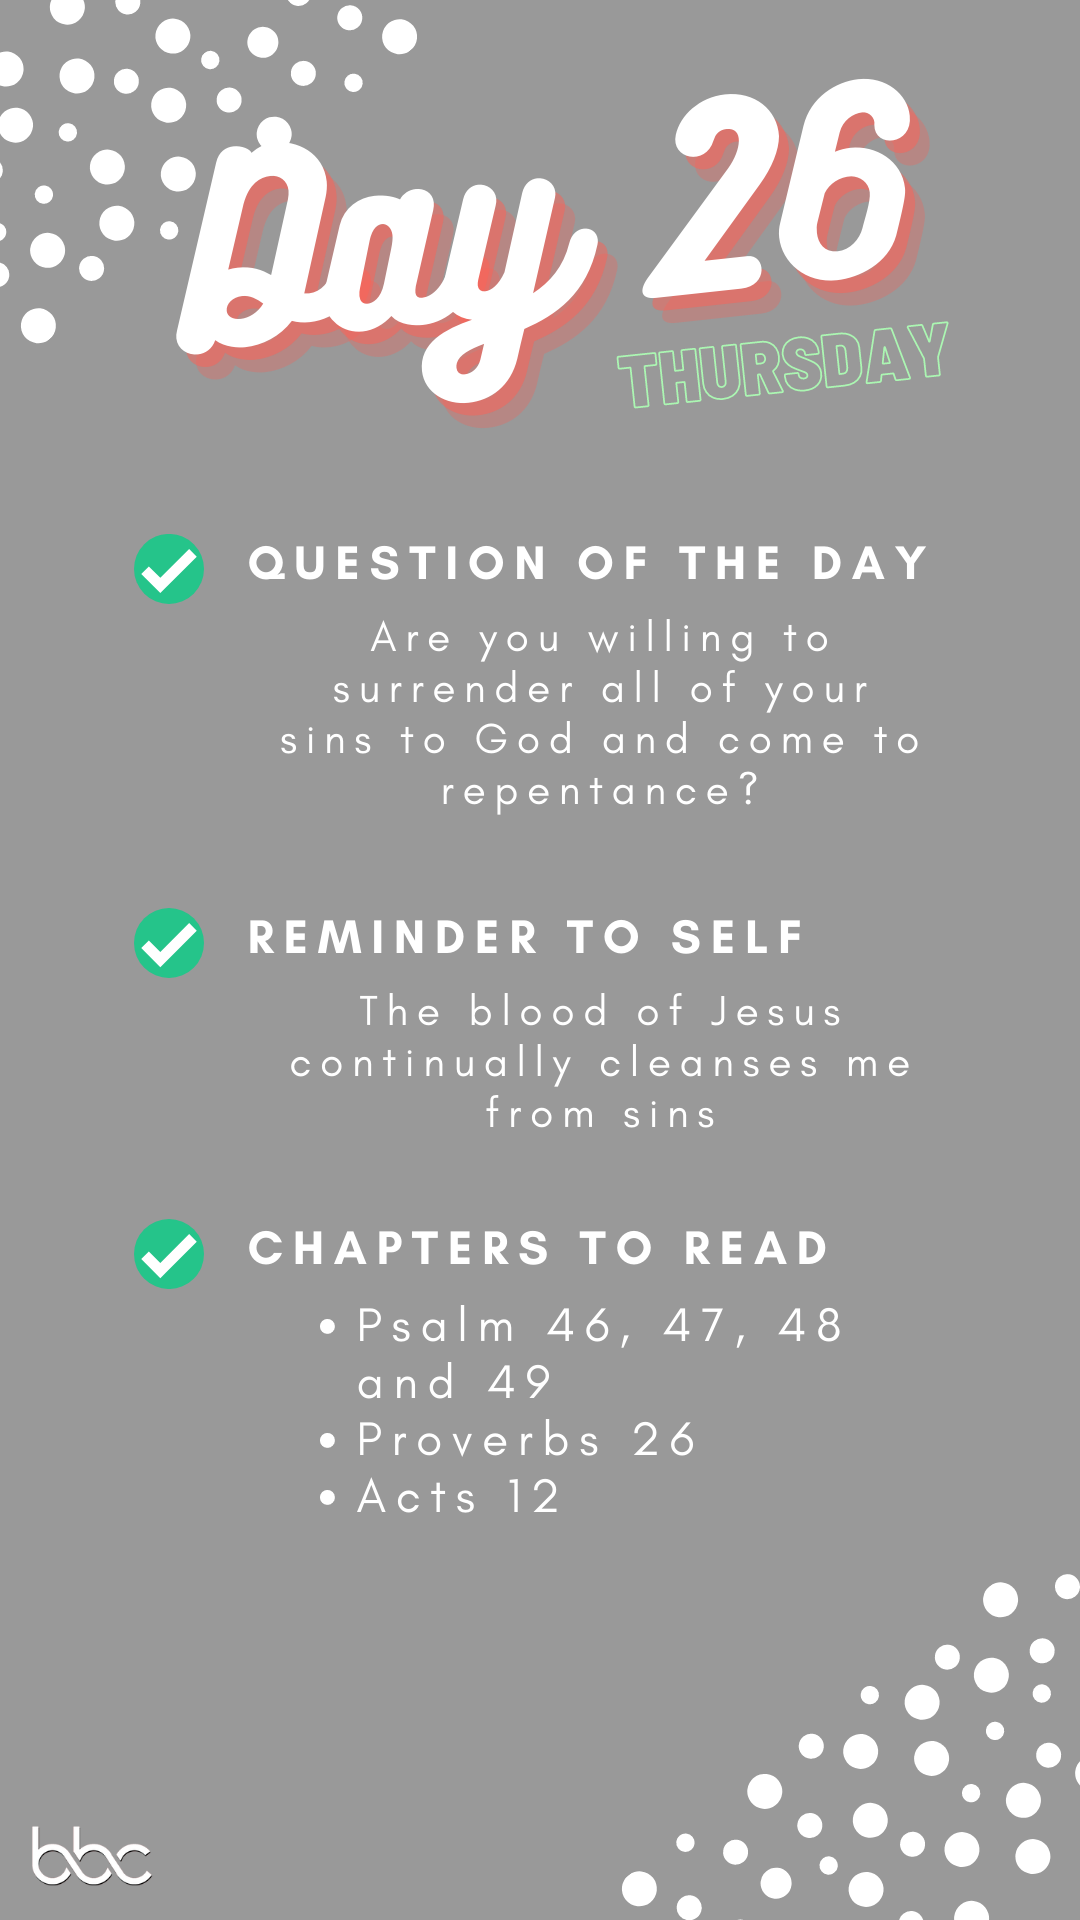 Day 26
THURSDAY
QUESTION OF THE DAY
Are you willing to
surrender all of your
sins to God and come to
repentance?
REMINDER TO SELF
The blood of Jesus
continually cleanses me
from sins
CHAPTERS TO READ
• Psalm 46, 47, 48
and 49
• Proverbs 26
• Acts 12
bbc